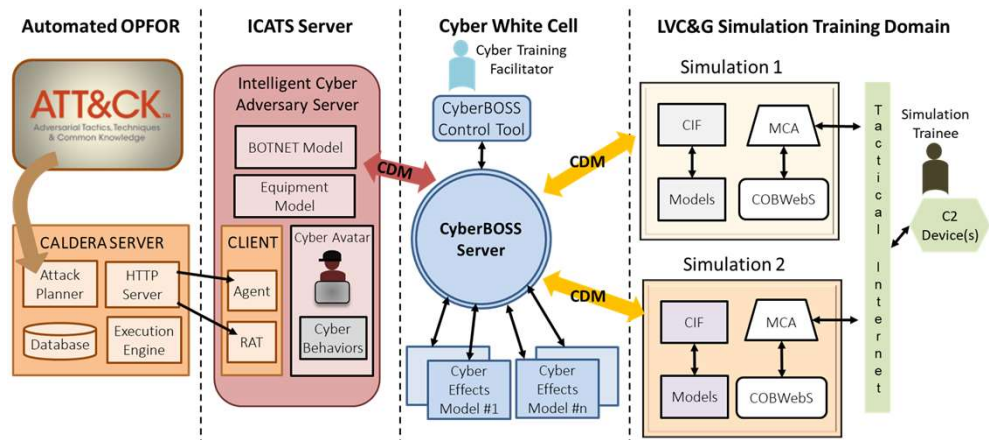 Automated OPFOR
ATT&CK™
Adversarial Tactics, Techniques
& Common Knowledge
CALDERA SERVER
Attack
Planner
HTTP
Server
Database
Execution
Engine
ICATS Server
Intelligent Cyber
Adversary Server
BOTNET Model
Equipment
Model
CLIENT
Agent
RAT
Cyber Avatar
Cyber
Behaviors
CDM
Cyber White Cell
Cyber Training
Facilitator
CyberBOSS
Control Tool
CyberBOSS
Server
Cyber
Effects
Model #1
Cyber
Effects
Model #n
CDM
CDM
LVC&G Simulation Training Domain
Simulation 1
CIF
MCA
Models
COBWebS
Simulation 2
CIF
MCA
Models
COBWebS
Tactical Internet
Simulation
Trainee
C2
Device(s)